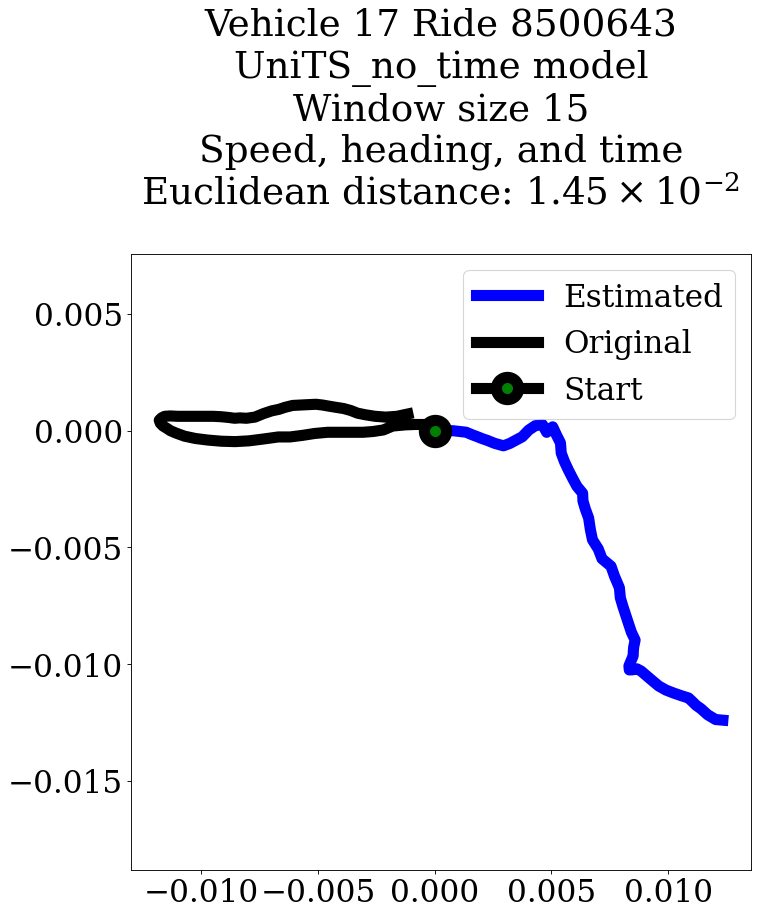 Vehicle 17 Ride 8500643
UniTS_no_time model
Window size 15
Speed, heading, and time
Euclidean distance: 1.45 × 10⁻²
Estimated
Original
Start
0.005
0.000
−0.005
−0.010
−0.015
−0.010 −0.005 0.000 0.005 0.010